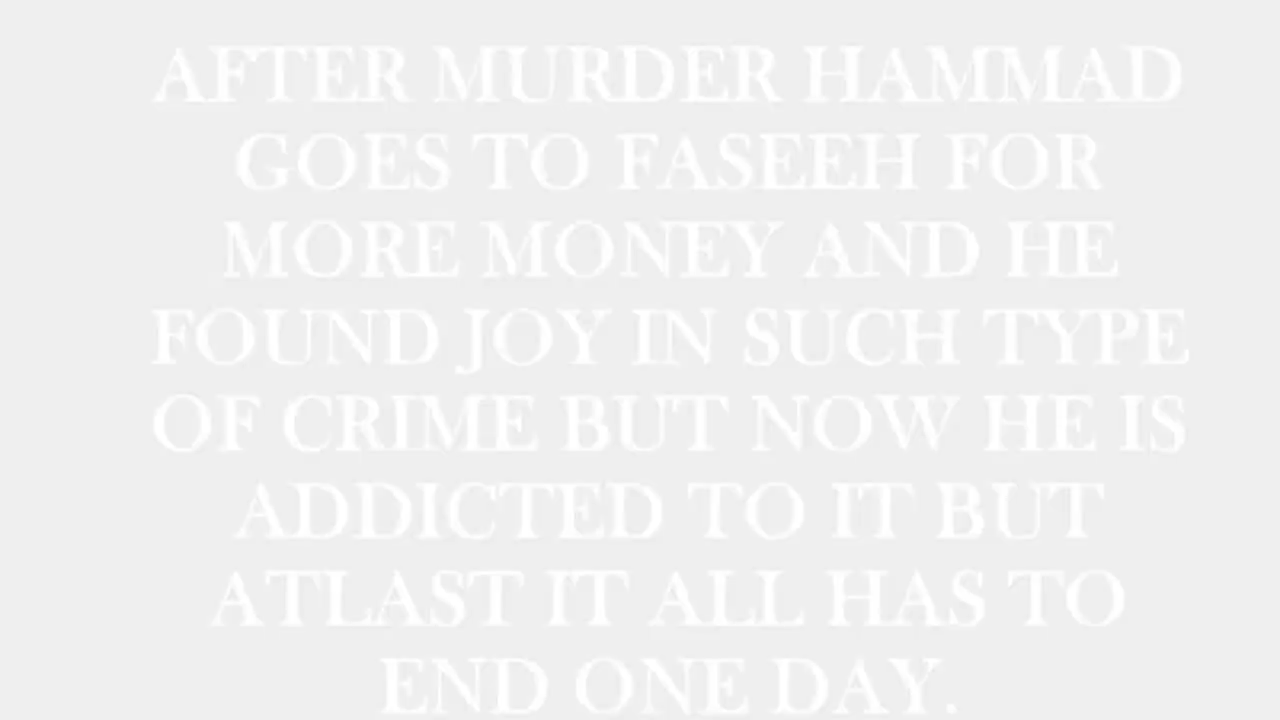 AFTER MURDER HAMMAD
GOES TO FASEEH FOR
MORE MONEY AND HE
FOUND JOY IN SUCH TYPE
OF CRIME BUT NOW HE IS
ADDICTED TO IT BUT
ATLAST IT ALL HAS TO
END ONE DAY.